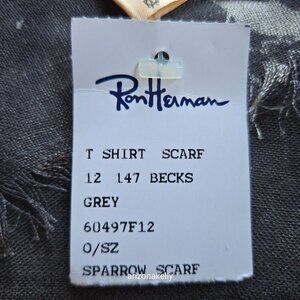 Ron Herman
T SHIRT SCARF
12 147 BECKS
GREY
60497F12
O/SZ
arizonakelly
SPARROW SCARF